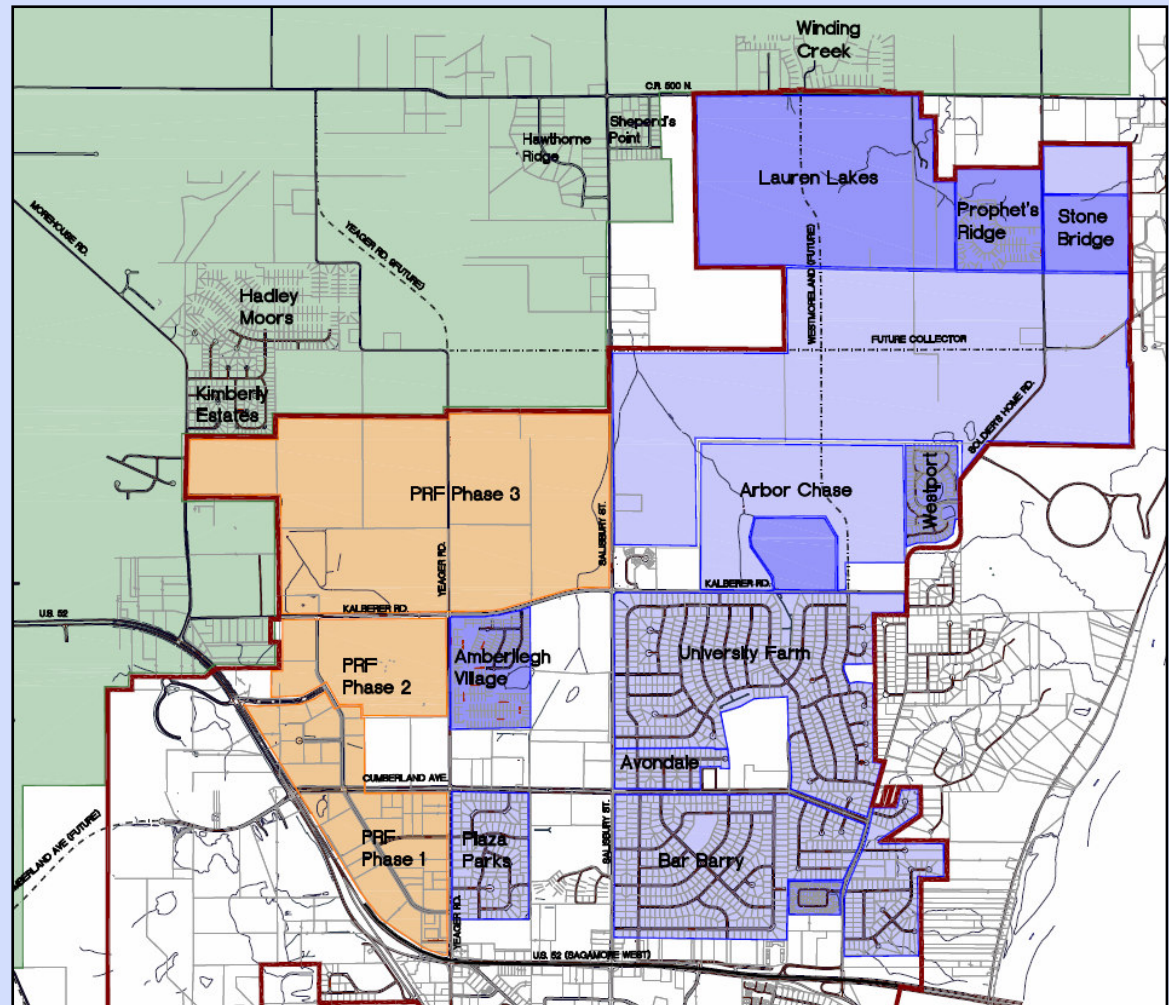 Winding
Creek
C.R. 500 N.
Sheperd's
Point
Hawthorne
Ridge
Lauren Lakes
Prophet's
Ridge
Stone
Bridge
MOREHOUSE RD.
YEAGER RD. (FUTURE)
WESTMORELAND (FUTURE)
Hadley
Moors
FUTURE COLLECTOR
Kimberly
Estates
SOLDIER'S HOME RD.
PRF Phase 3
Arbor Chase
Westport
SALISBURY ST.
YEAGER RD.
KALBERER RD.
KALBERER RD.
U.S. 52
PRF
Phase 2
Amberliegh
Village
University Farm
Avondale
CUMBERLAND AVE.
SALISBURY ST.
PRF
Phase 1
Plaza
Parks
Bar Barry
YEAGER RD.
U.S. 52 (SAGAMORE WEST)